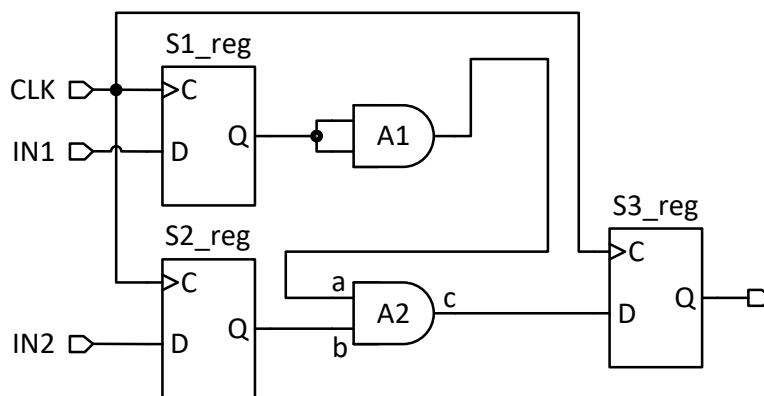 S1_reg
CLK
C
IN1
D
Q
A1
S2_reg
C
IN2
D
Q
a
b
A2
c
S3_reg
C
D
Q